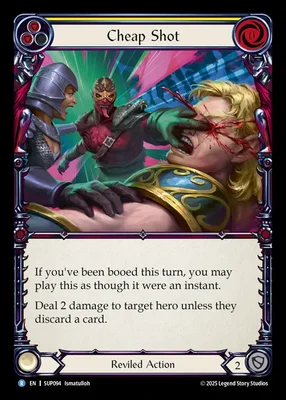 Cheap Shot
If you've been booed this turn, you may
play this as though it were an instant.
Deal 2 damage to target hero unless they
discard a card.
Reviled Action
2
R EN | SUP094 Ismatulloh
© 2025 Legend Story Studios